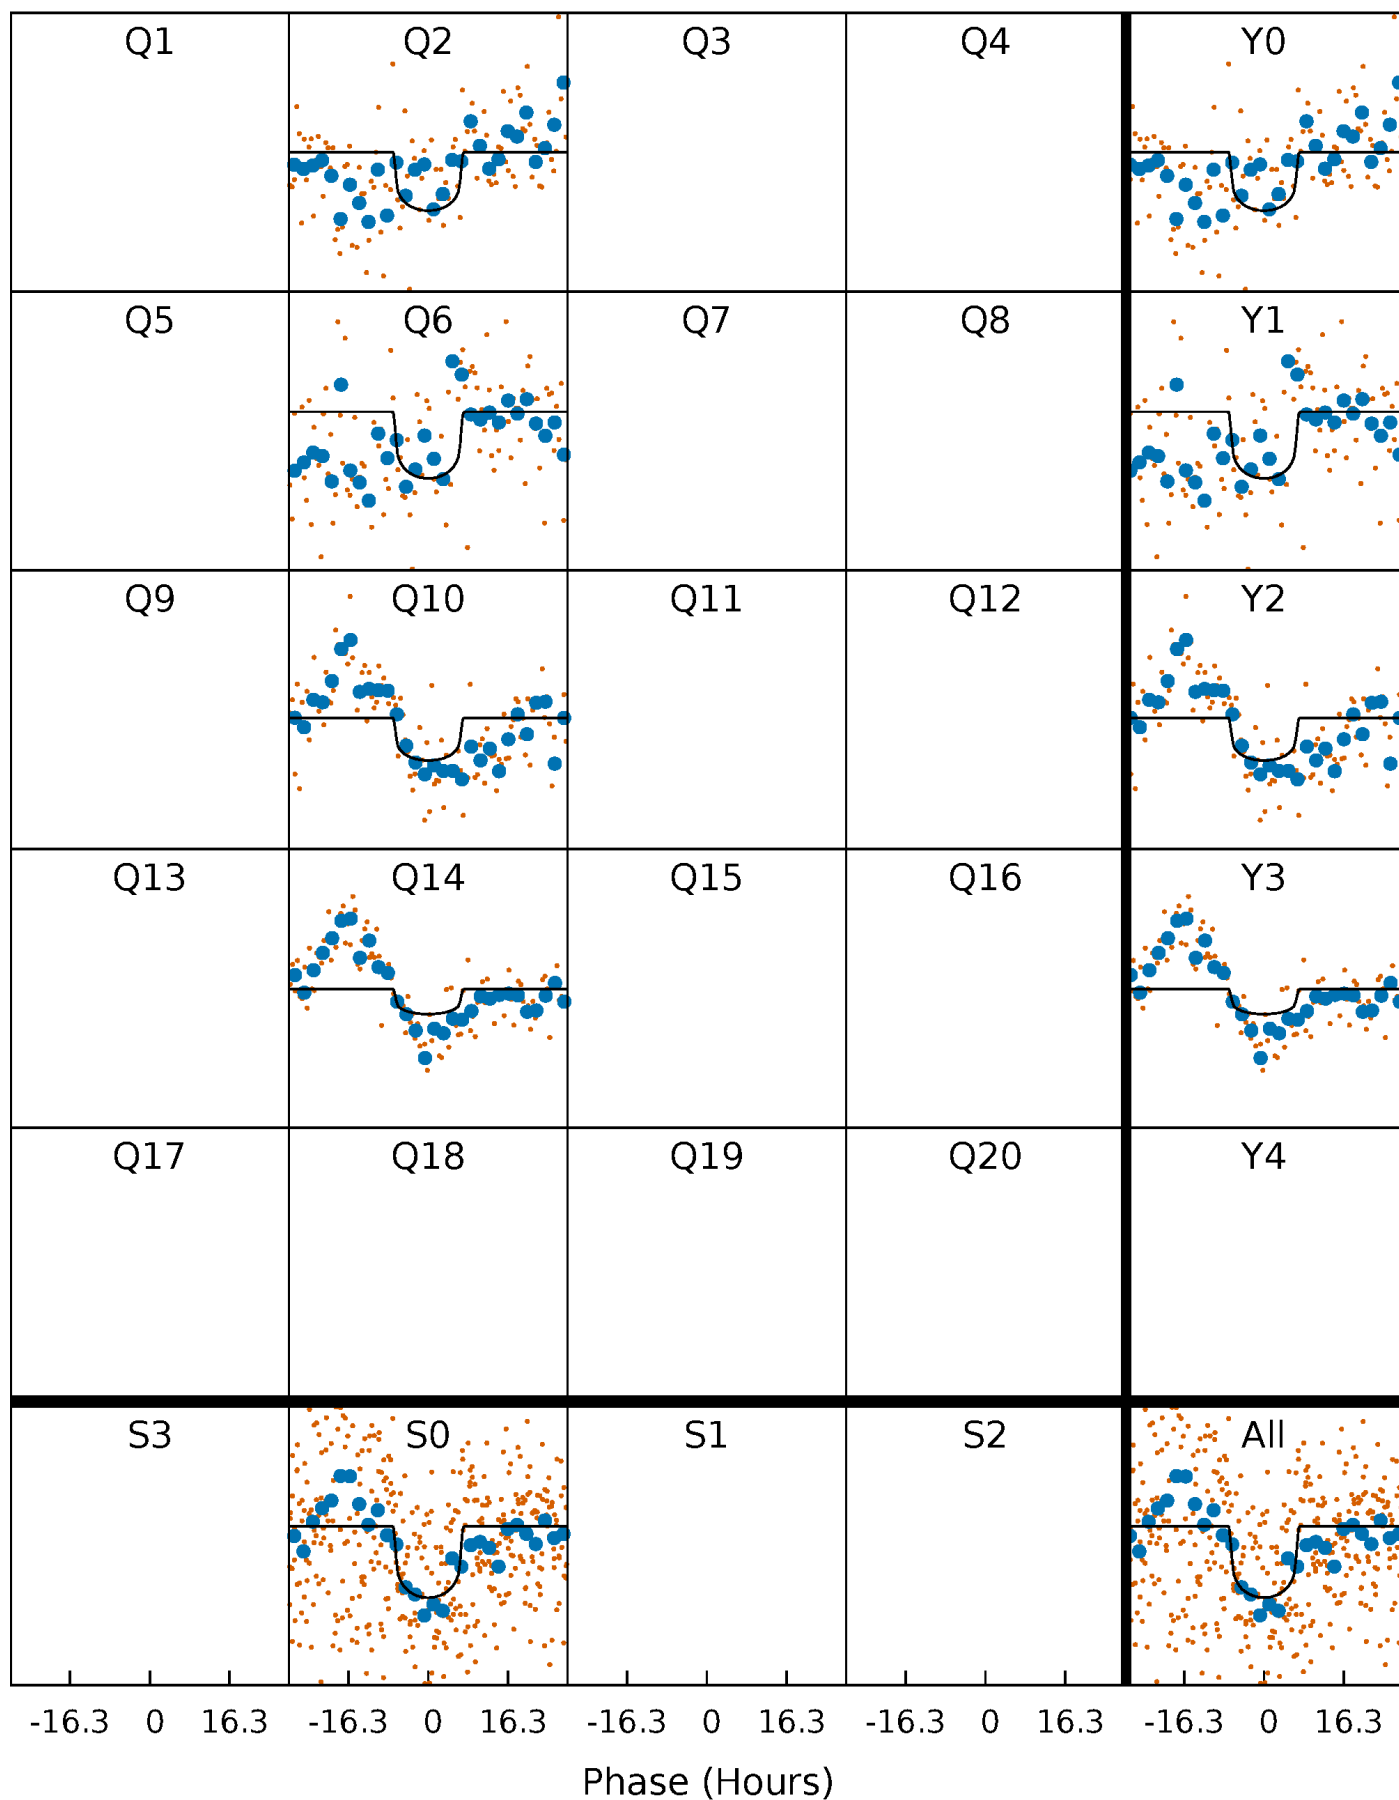 Q1 Q2 Q3 Q4 Y0
Q5 Q6 Q7 Q8 Y1
Q9 Q10 Q11 Q12 Y2
Q13 Q14 Q15 Q16 Y3
Q17 Q18 Q19 Q20 Y4
S3 S0 S1 S2 All
-16.3 0 16.3 -16.3 0 16.3 -16.3 0 16.3 -16.3 0 16.3 -16.3 0 16.3
Phase (Hours)